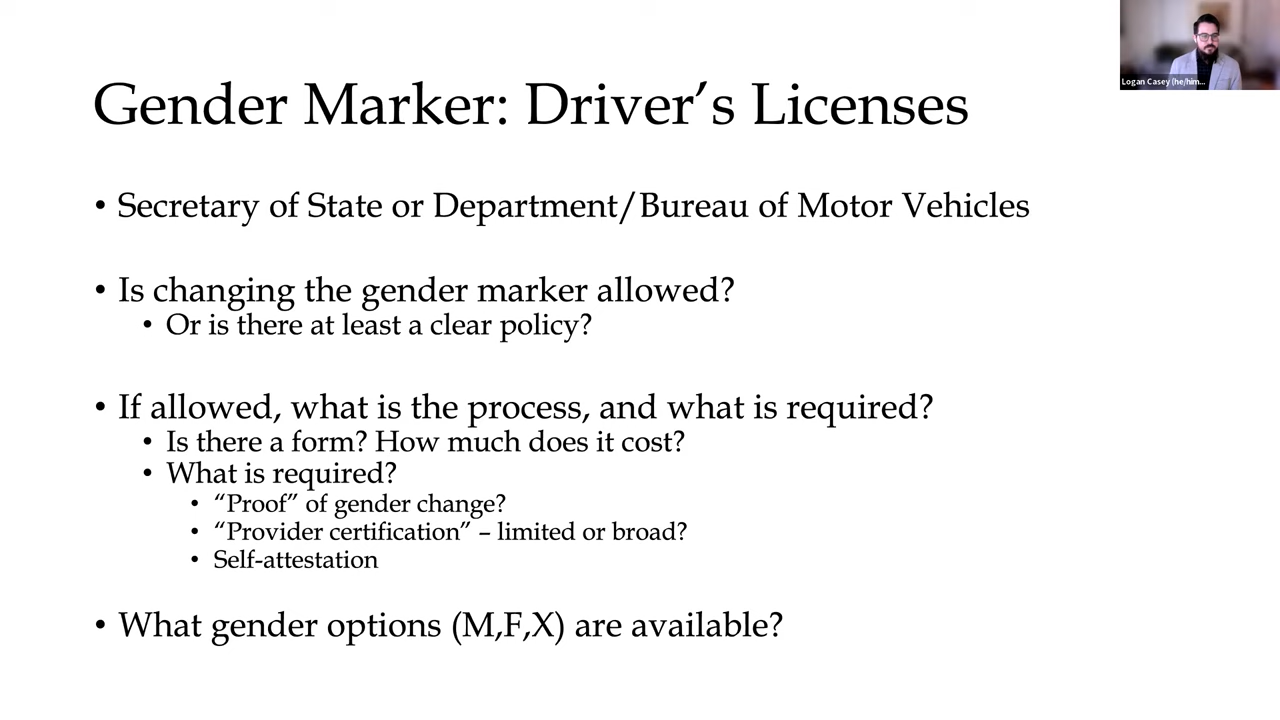 Logan Casey (he/him...
Gender Marker: Driver’s Licenses
• Secretary of State or Department/Bureau of Motor Vehicles
• Is changing the gender marker allowed?
• Or is there at least a clear policy?
• If allowed, what is the process, and what is required?
• Is there a form? How much does it cost?
• What is required?
• “Proof” of gender change?
• “Provider certification” – limited or broad?
• Self-attestation
• What gender options (M,F,X) are available?